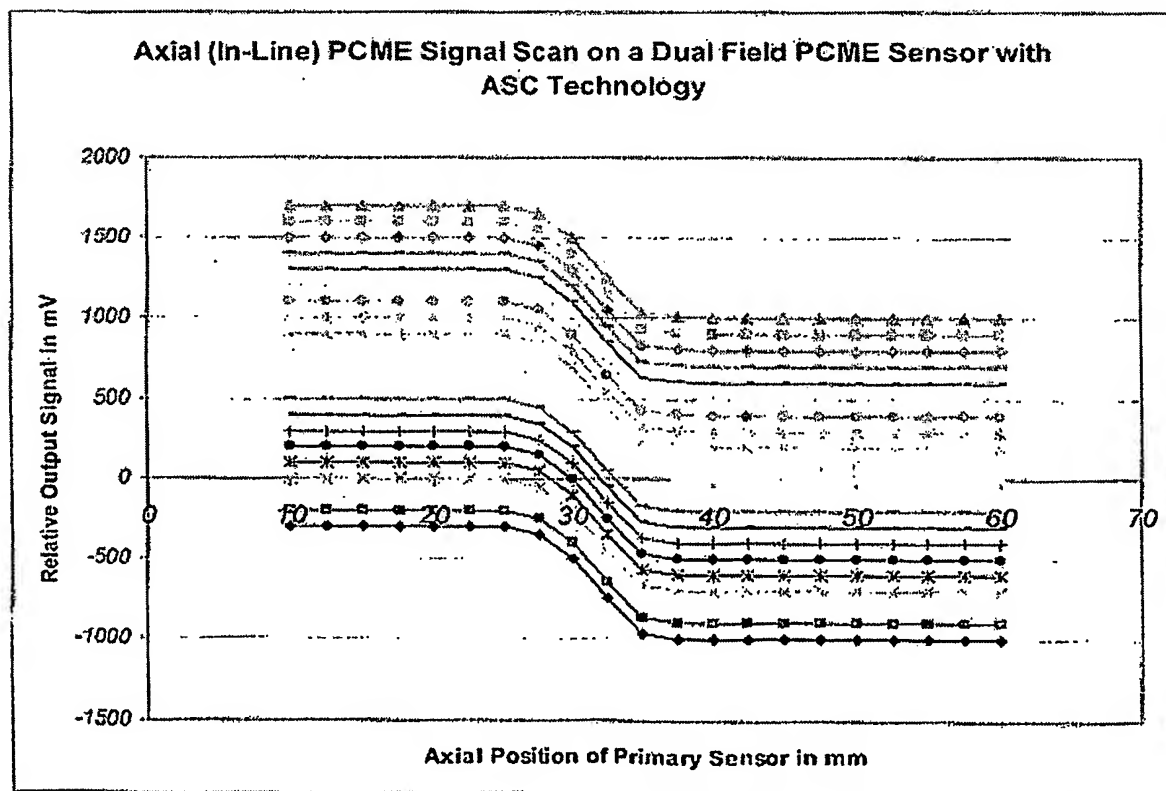 Axial (In-Line) PCME Signal Scan on a Dual Field PCME Sensor with
ASC Technology
Relative Output Signal in mV
2000
1500
1000
500
0
-500
-1000
-1500
0 10 20 30 40 50 60 70
Axial Position of Primary Sensor in mm